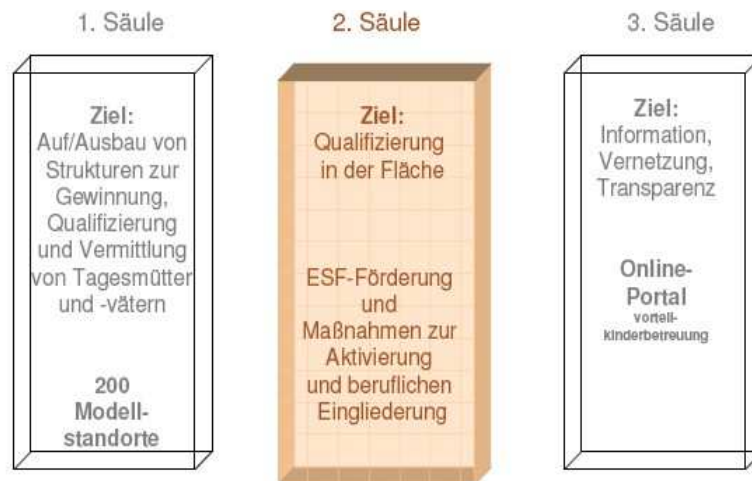 1. Säule
Ziel:
Auf/Ausbau von
Strukturen zur
Gewinnung,
Qualifizierung
und Vermittlung
von Tagesmütter
und -vätern
200
Modell-
standorte
2. Säule
Ziel:
Qualifizierung
in der Fläche
ESF-Förderung
und
Maßnahmen zur
Aktivierung
und beruflichen
Eingliederung
3. Säule
Ziel:
Information,
Vernetzung,
Transparenz
Online-
Portal
vorteil-
kinderbetreuung